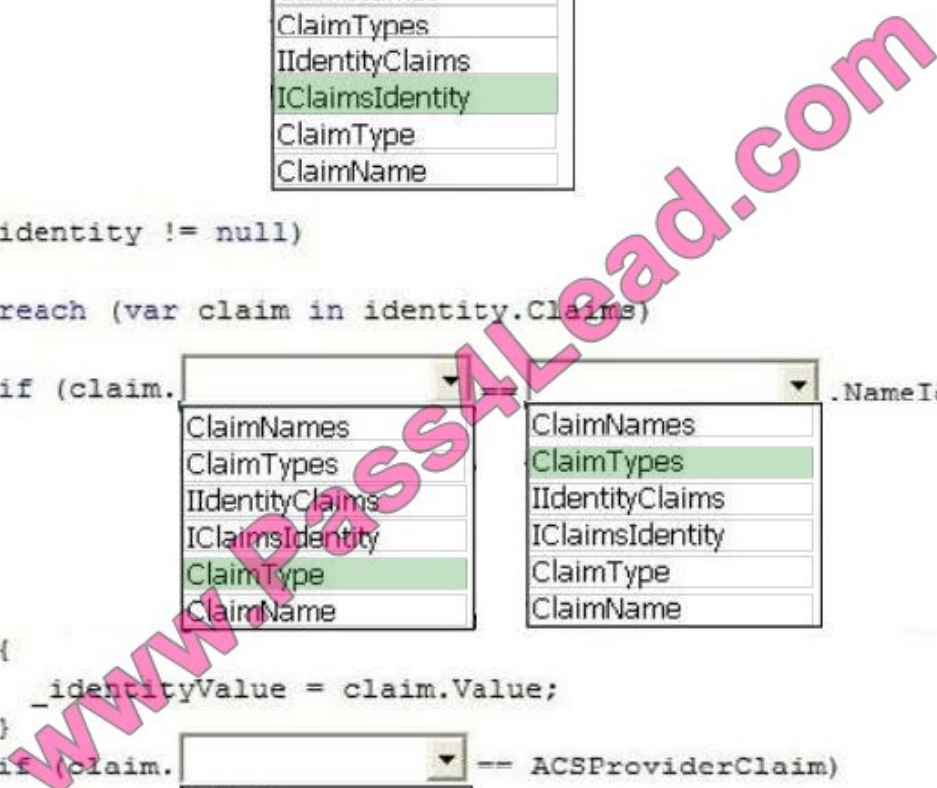 ClaimTypes
IIdentityClaims
IClaimsIdentity
ClaimType
ClaimName
identity != null)
reach (var claim in identity.Claims)
if (claim. == .NameId
ClaimNames
ClaimTypes
IIdentityClaims
IClaimsIdentity
ClaimType
ClaimName
ClaimNames
ClaimTypes
IIdentityClaims
IClaimsIdentity
ClaimType
ClaimName
{
_identityValue = claim.Value;
}
if (claim. == ACSProviderClaim)
www.Pass4Lead.com